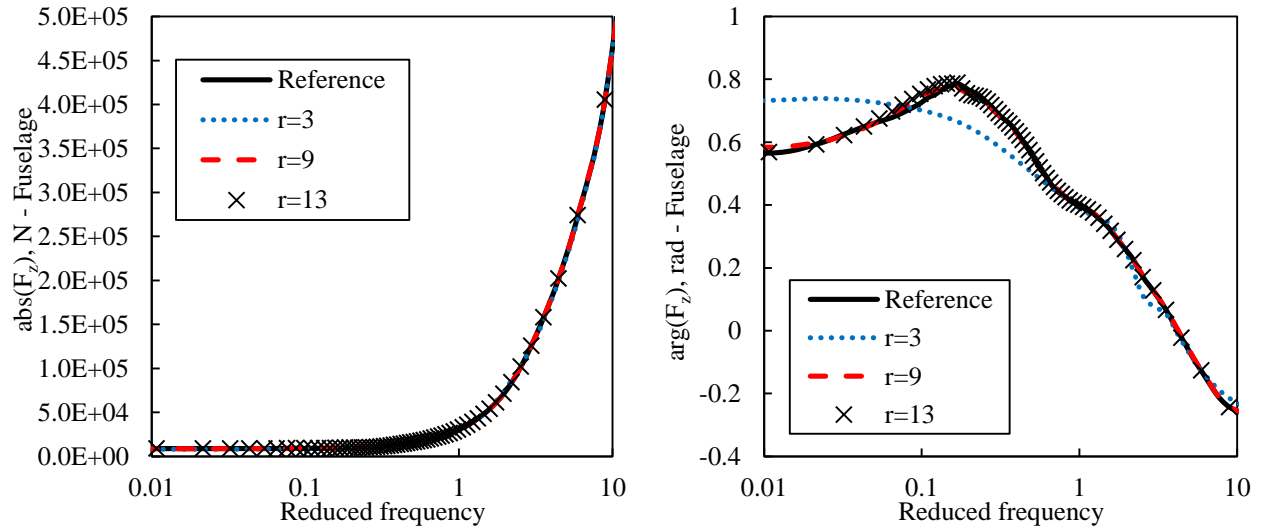 5.0E+05
4.5E+05
4.0E+05
3.5E+05
3.0E+05
2.5E+05
2.0E+05
1.5E+05
1.0E+05
5.0E+04
0.0E+00
abs(F_z), N - Fuselage
Reference
r=3
r=9
r=13
0.01
0.1
1
10
Reduced frequency
1
0.8
0.6
0.4
0.2
0
-0.2
-0.4
arg(F_z), rad - Fuselage
Reference
r=3
r=9
r=13
0.01
0.1
1
10
Reduced frequency